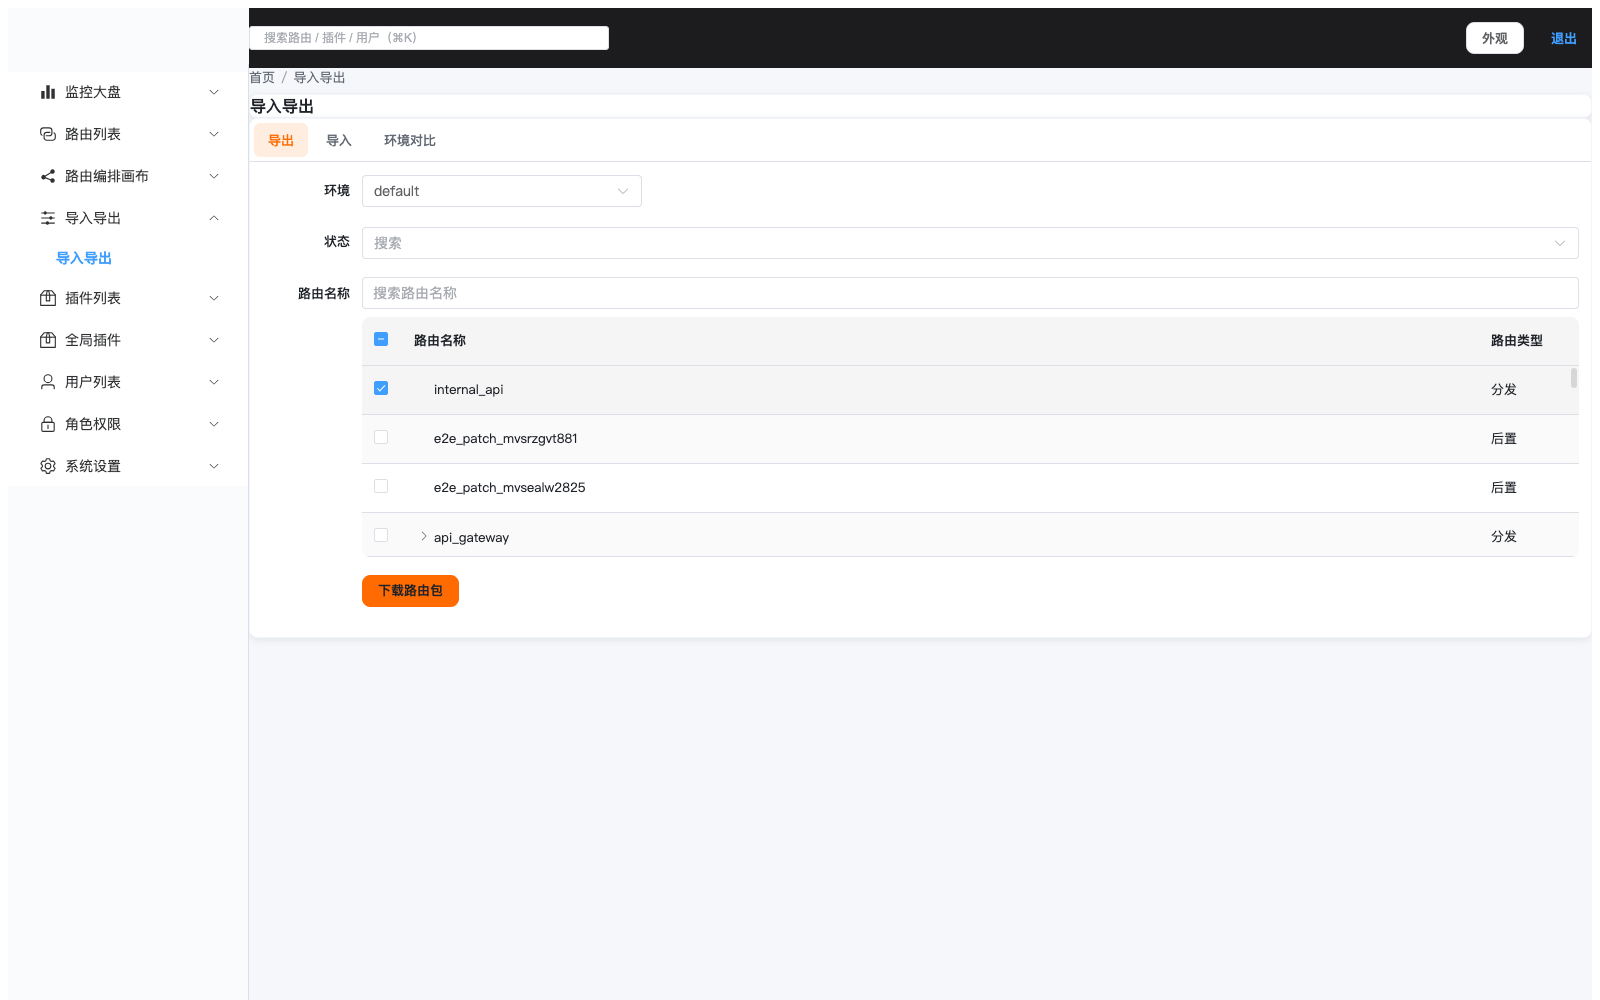 搜索路由 / 插件 / 用户（⌘K）
外观
退出
监控大盘
路由列表
路由编排画布
导入导出
导入导出
插件列表
全局插件
用户列表
角色权限
系统设置
首页 / 导入导出
导入导出
导出
导入
环境对比
环境
default
状态
搜索
路由名称
搜索路由名称
路由名称 路由类型
internal_api 分发
e2e_patch_mvsrzgvt881 后置
e2e_patch_mvsealw2825 后置
api_gateway 分发
下载路由包